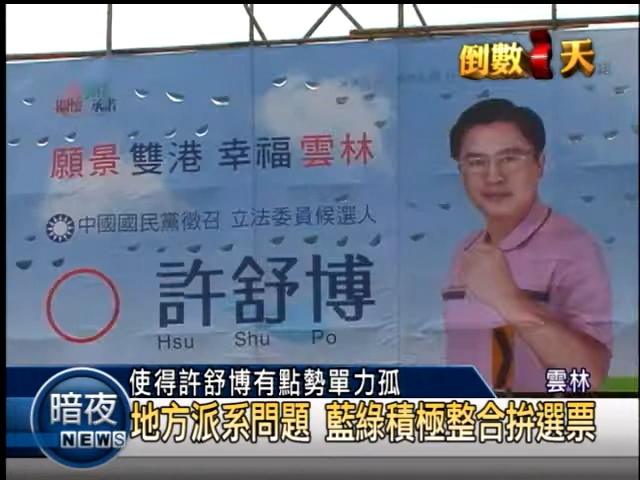 倒數一天
願景 雙港 幸福 雲林
中國國民黨徵召 立法委員候選人
許舒博
Hsu Shu Po
使得許舒博有點勢單力孤
雲林
暗夜
NEWS
地方派系問題 藍綠積極整合拚選票